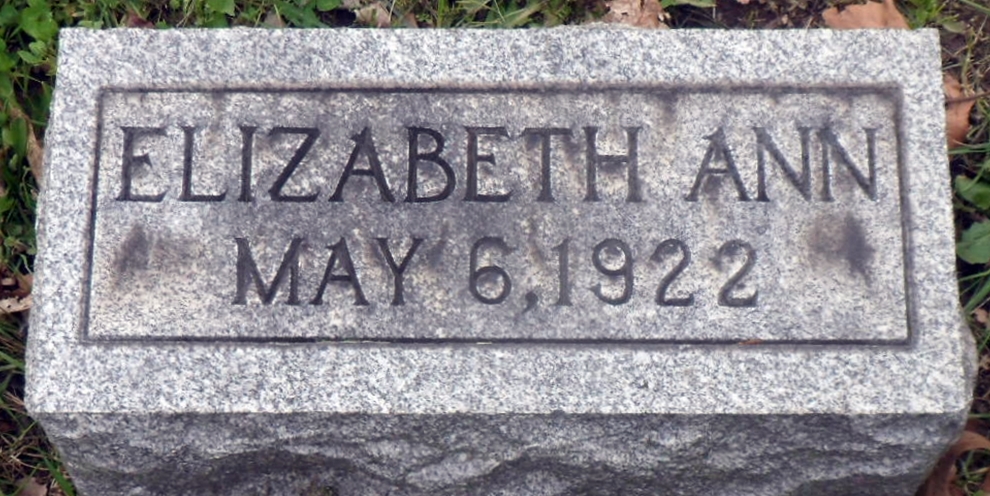 ELIZABETH ANN
MAY 6, 1922